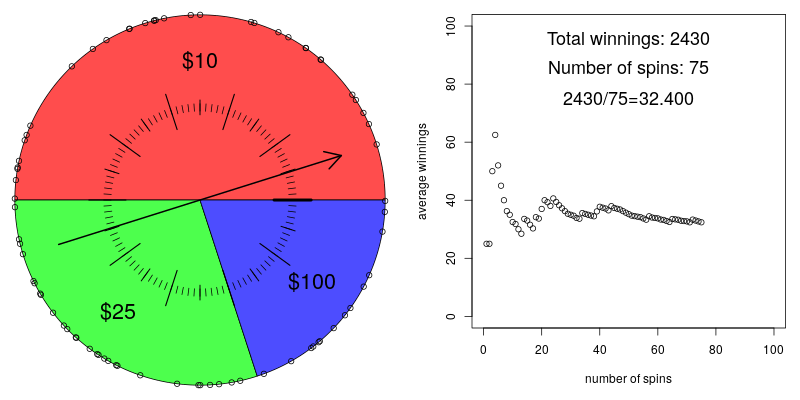 $10
$25
$100
Total winnings: 2430
Number of spins: 75
2430/75=32.400
average winnings
100
80
60
40
20
0
0 20 40 60 80 100
number of spins